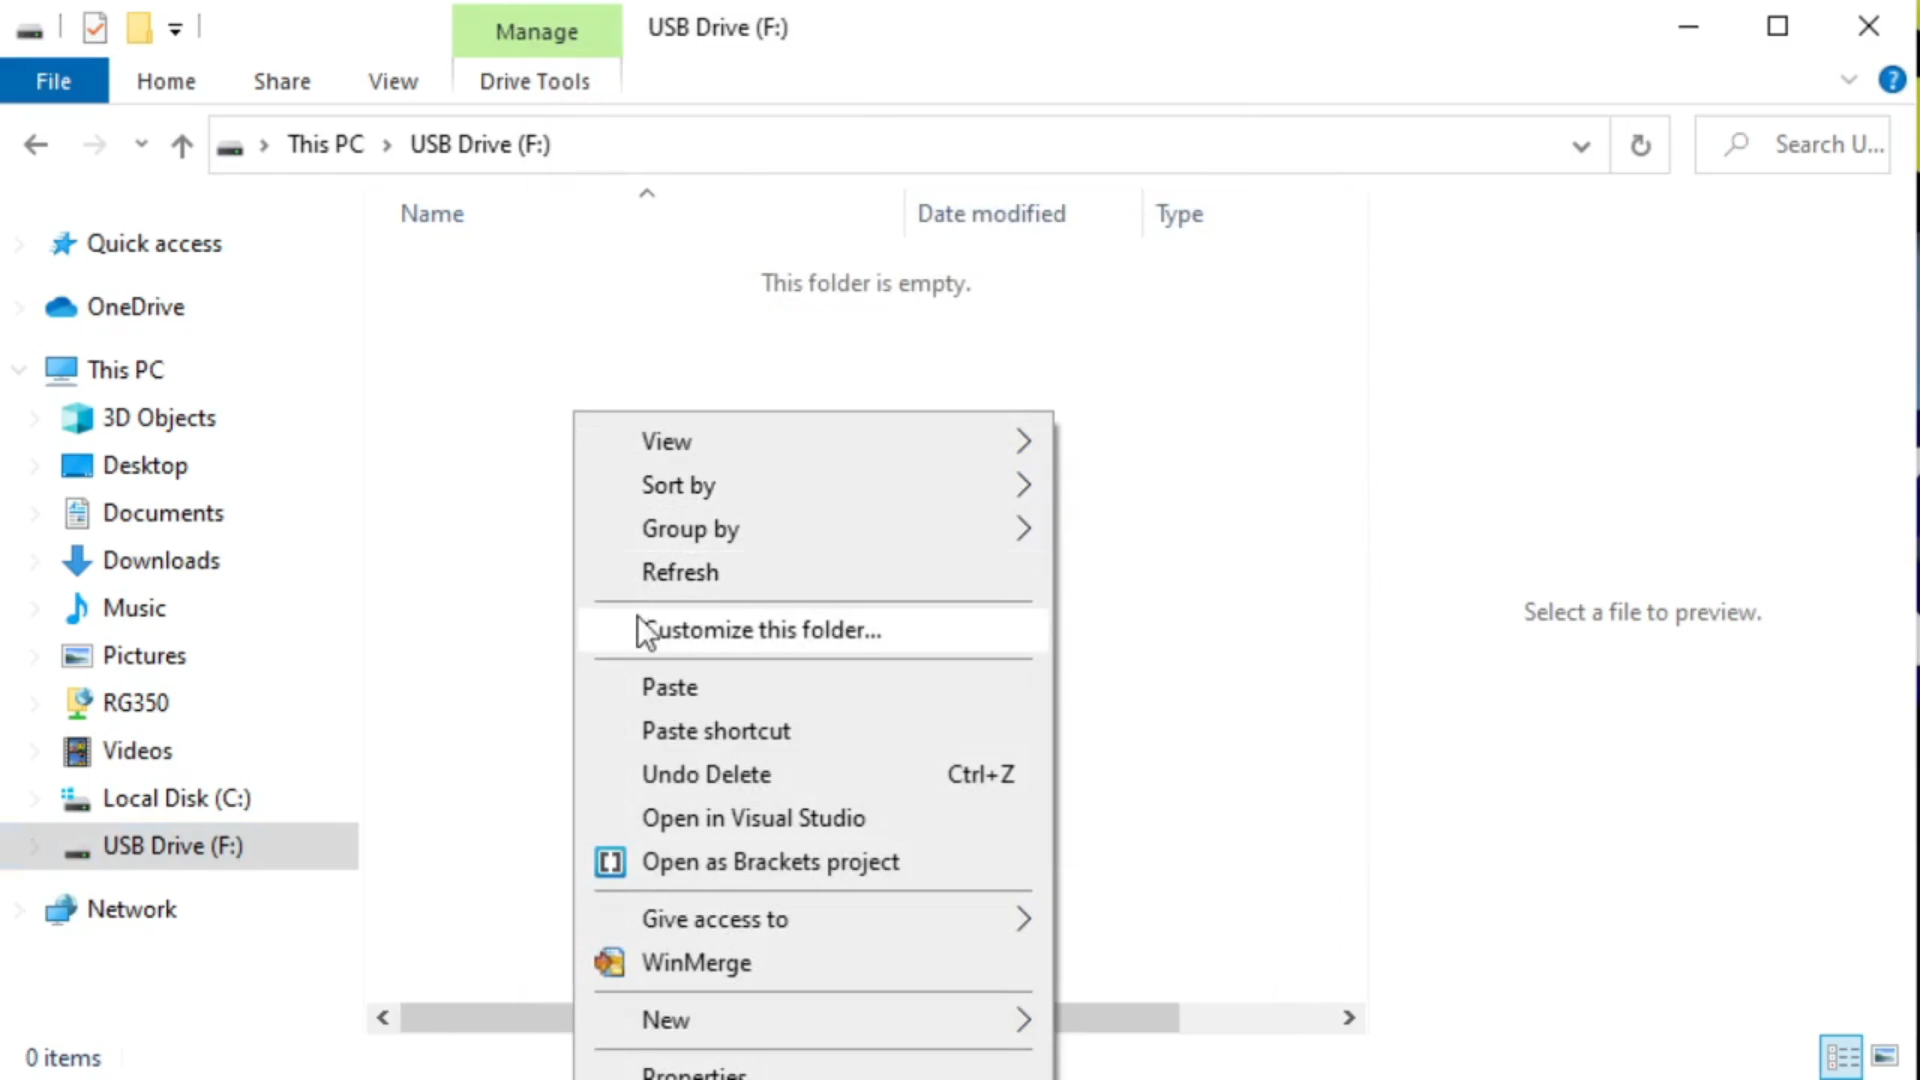 Manage
USB Drive (F:)
File
Home
Share
View
Drive Tools
?
This PC > USB Drive (F:)
Search U...
Name
Date modified
Type
This folder is empty.
Quick access
OneDrive
This PC
3D Objects
Desktop
Documents
Downloads
Music
Pictures
RG350
Videos
Local Disk (C:)
USB Drive (F:)
Network
View
Sort by
Group by
Refresh
Customize this folder...
Paste
Paste shortcut
Undo Delete Ctrl+Z
Open in Visual Studio
Open as Brackets project
Give access to
WinMerge
New
Properties
Select a file to preview.
0 items